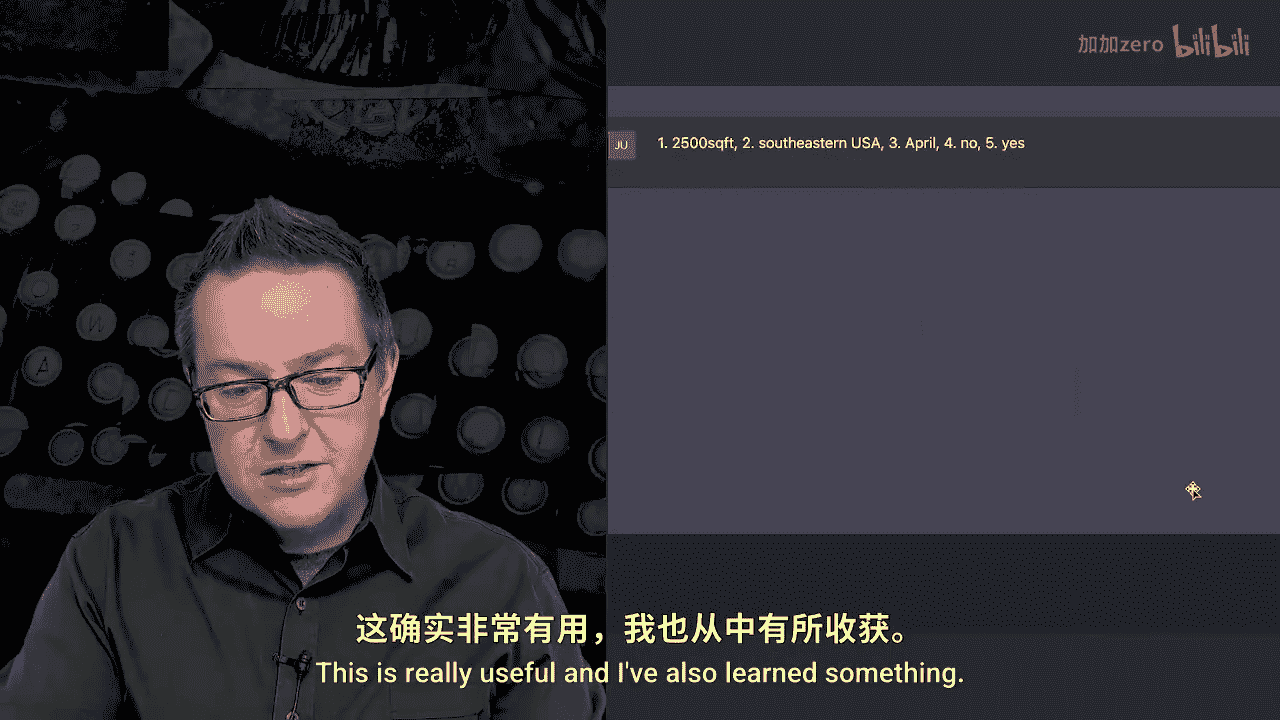 加加zero bilibili
JU 1. 2500sqft, 2. southeastern USA, 3. April, 4. no, 5. yes
这确实非常有用，我也从中有所收获。
This is really useful and I've also learned something.